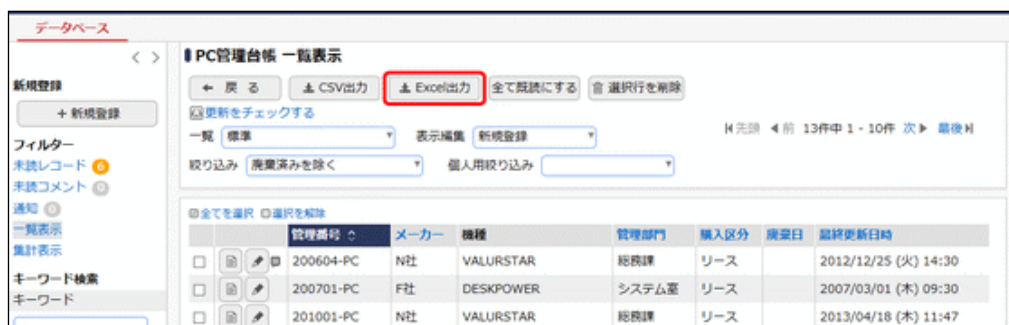 データベース
< >
新規登録
+ 新規登録
フィルター
未読レコード 6
未読コメント 0
通知 0
一覧表示
集計表示
キーワード検索
キーワード
PC管理台帳 一覧表示
← 戻 る CSV出力 Excel出力 全て既読にする 選択行を削除
更新をチェックする
一覧 標準 表示編集 新規登録 先頭 前 13件中 1 - 10件 次 最後
絞り込み 廃棄済みを除く 個人用絞り込み
全てを選択 選択を解除
管理番号 メーカー 機種 管理部門 購入区分 廃棄日 最終更新日時
200604-PC N社 VALURSTAR 総務課 リース 2012/12/25 (火) 14:30
200701-PC F社 DESKPOWER システム室 リース 2007/03/01 (木) 09:30
201001-PC N社 VALURSTAR 総務課 リース 2013/04/18 (木) 11:47